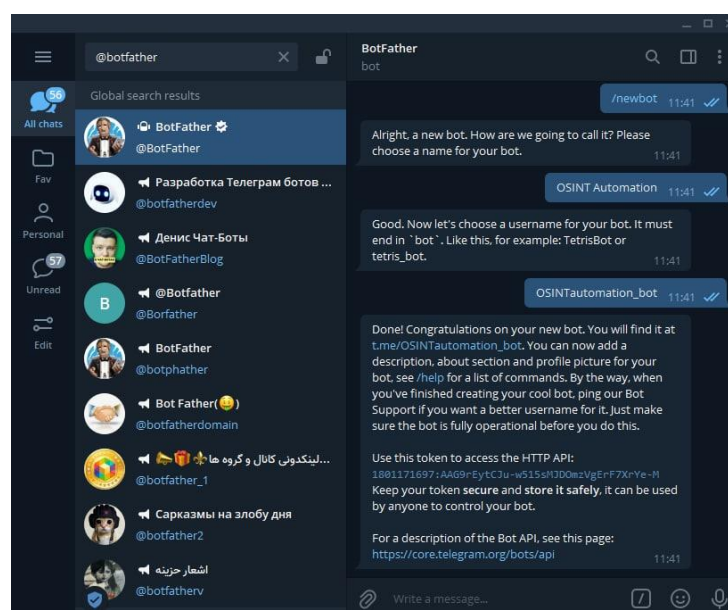 @botfather
Global search results
56
All chats
Fav
Personal
57
Unread
Edit
BotFather
@BotFather
Разработка Телеграм ботов ...
@botfatherdev
Денис Чат-Боты
@BotFatherBlog
B
@Botfather
@Borfather
BotFather
@botphather
Bot Father(🤑)
@botfatherdomain
لینکدونی کانال و گروه ها...
@botfather_1
Сарказмы на злобу дня
@botfather2
اشعار حزینه
@botfatherv
BotFather
bot
/newbot 11:41
Alright, a new bot. How are we going to call it? Please
choose a name for your bot.
11:41
OSINT Automation 11:41
Good. Now let's choose a username for your bot. It must
end in `bot`. Like this, for example: TetrisBot or
tetris_bot.
11:41
OSINTautomation_bot 11:41
Done! Congratulations on your new bot. You will find it at
t.me/OSINTautomation_bot. You can now add a
description, about section and profile picture for your
bot, see /help for a list of commands. By the way, when
you've finished creating your cool bot, ping our Bot
Support if you want a better username for it. Just make
sure the bot is fully operational before you do this.
Use this token to access the HTTP API:
Keep your token secure and store it safely, it can be used
by anyone to control your bot.
For a description of the Bot API, see this page:
https://core.telegram.org/bots/api
11:41
Write a message...